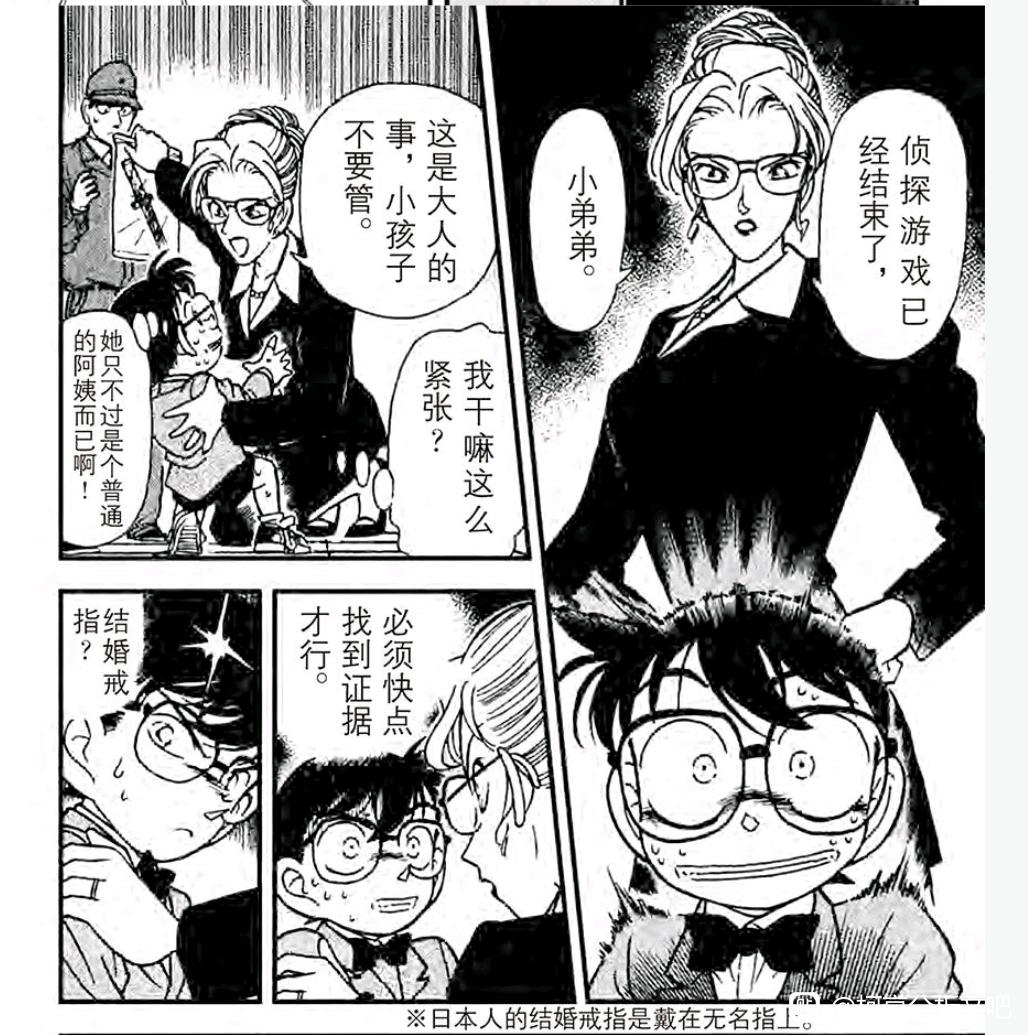 侦探游戏已
经结束了，
小弟弟。
这是大人的
事，小孩子
不要管。
我干嘛这么
紧张？
她只不过是个普通
的阿姨而已啊！
必须快点
找到证据
才行。
结婚戒
指？
※日本人的结婚戒指是戴在无名指上。